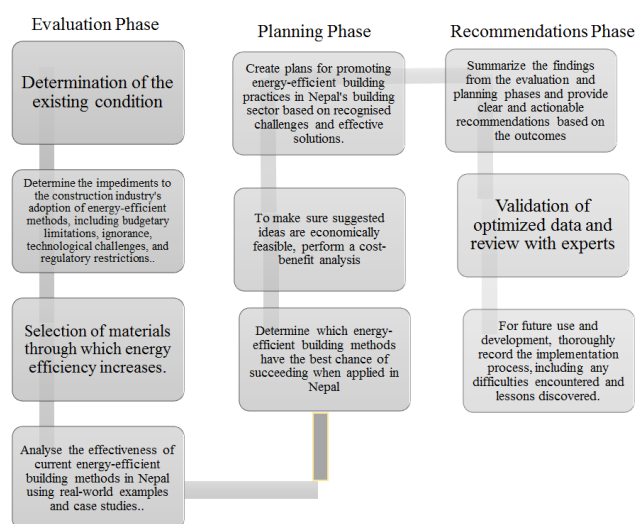 Evaluation Phase
Determination of the
existing condition
Determine the impediments to
the construction industry's
adoption of energy-efficient
methods, including budgetary
limitations, ignorance,
technological challenges, and
regulatory restrictions..
Selection of materials
through which energy
efficiency increases.
Analyse the effectiveness of
current energy-efficient
building methods in Nepal
using real-world examples
and case studies..
Planning Phase
Create plans for promoting
energy-efficient building
practices in Nepal's building
sector based on recognised
challenges and effective
solutions.
To make sure suggested
ideas are economically
feasible, perform a cost-
benefit analysis
Determine which energy-
efficient building methods
have the best chance of
succeeding when applied in
Nepal
Recommendations Phase
Summarize the findings
from the evaluation and
planning phases and provide
clear and actionable
recommendations based on
the outcomes
Validation of
optimized data and
review with experts
For future use and
development, thoroughly
record the implementation
process, including any
difficulties encountered and
lessons discovered.